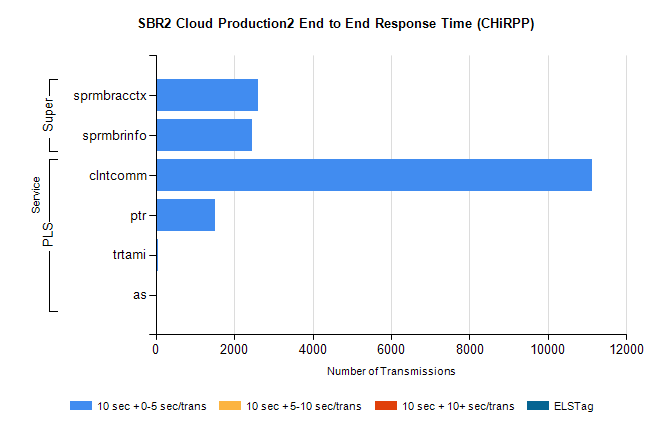 SBR2 Cloud Production2 End to End Response Time (CHiRPP)
Super
sprmbracctx
sprmbrinfo
Service
PLS
clntcomm
ptr
trtami
as
0 2000 4000 6000 8000 10000 12000
Number of Transmissions
10 sec +0-5 sec/trans 10 sec +5-10 sec/trans 10 sec + 10+ sec/trans ELSTag